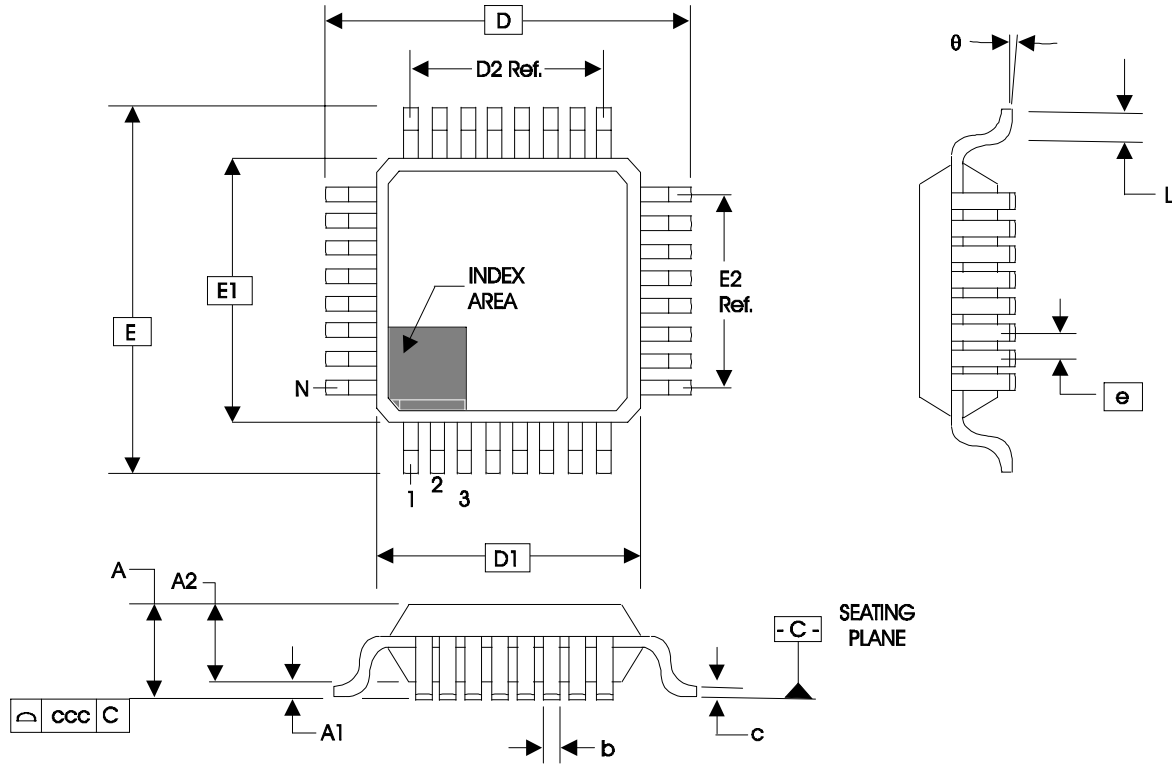 D
D2 Ref.
θ
L
E1
E
INDEX
AREA
E2
Ref.
N
e
1
2
3
D1
A
A2
SEATING
PLANE
- C -
ccc C
A1
b
c